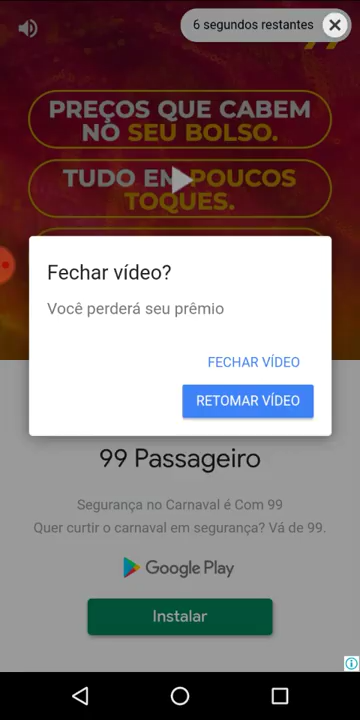 6 segundos restantes
PREÇOS QUE CABEM
NO SEU BOLSO.
TUDO EM POUCOS
TOQUES.
Fechar vídeo?
Você perderá seu prêmio
FECHAR VÍDEO
RETOMAR VÍDEO
99 Passageiro
Segurança no Carnaval é Com 99
Quer curtir o carnaval em segurança? Vá de 99.
Google Play
Instalar